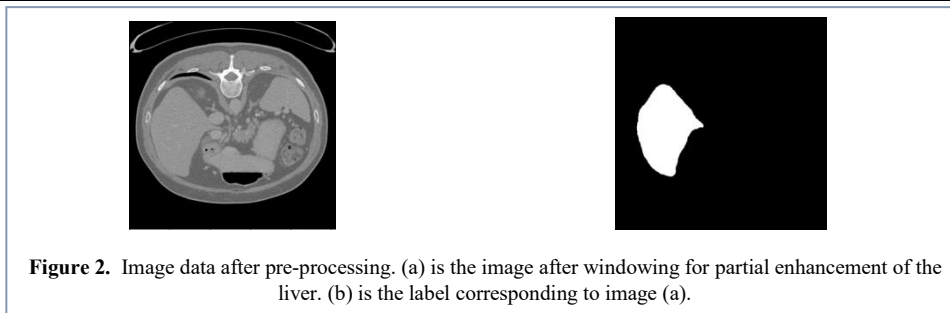 Figure 2. Image data after pre-processing. (a) is the image after windowing for partial enhancement of the
liver. (b) is the label corresponding to image (a).